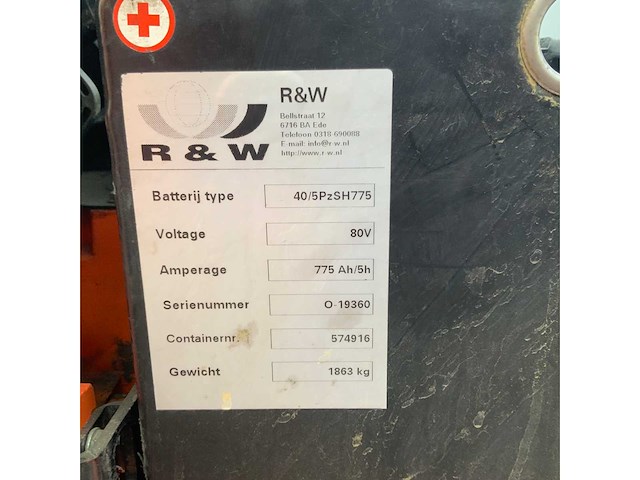 R&W
Bellstraat 12
6716 BA Ede
Telefoon 0318-690088
E-mail: info@r-w.nl
http://www.r-w.nl
R & W
Batterij type 40/5PzSH775
Voltage 80V
Amperage 775 Ah/5h
Serienummer O-19360
Containernr. 574916
Gewicht 1863 kg